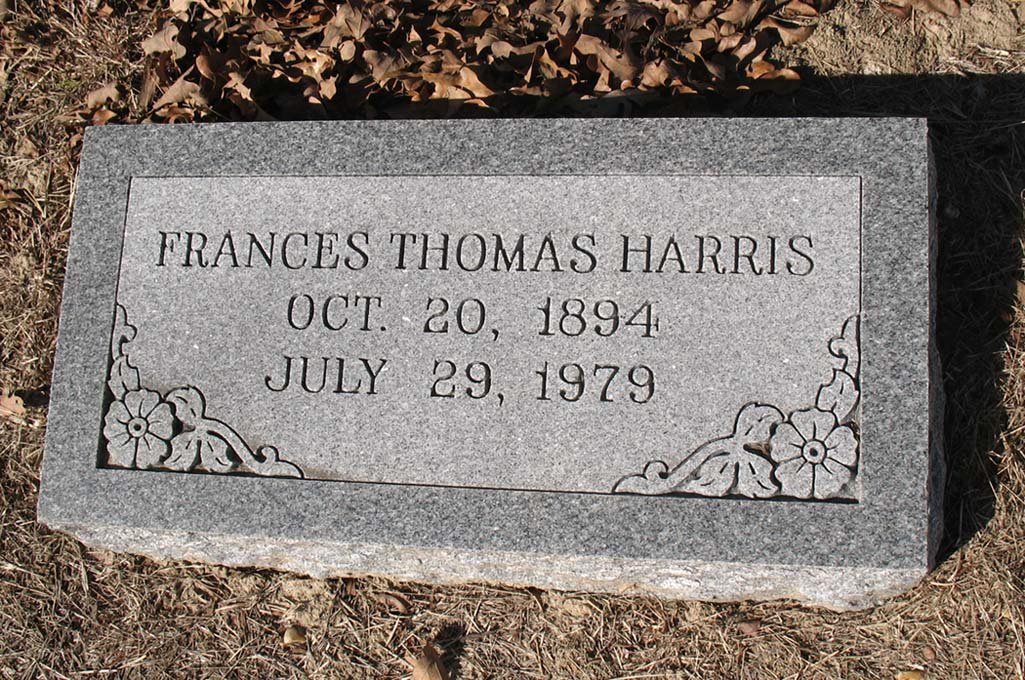 FRANCES THOMAS HARRIS
OCT. 20, 1894
JULY 29, 1979